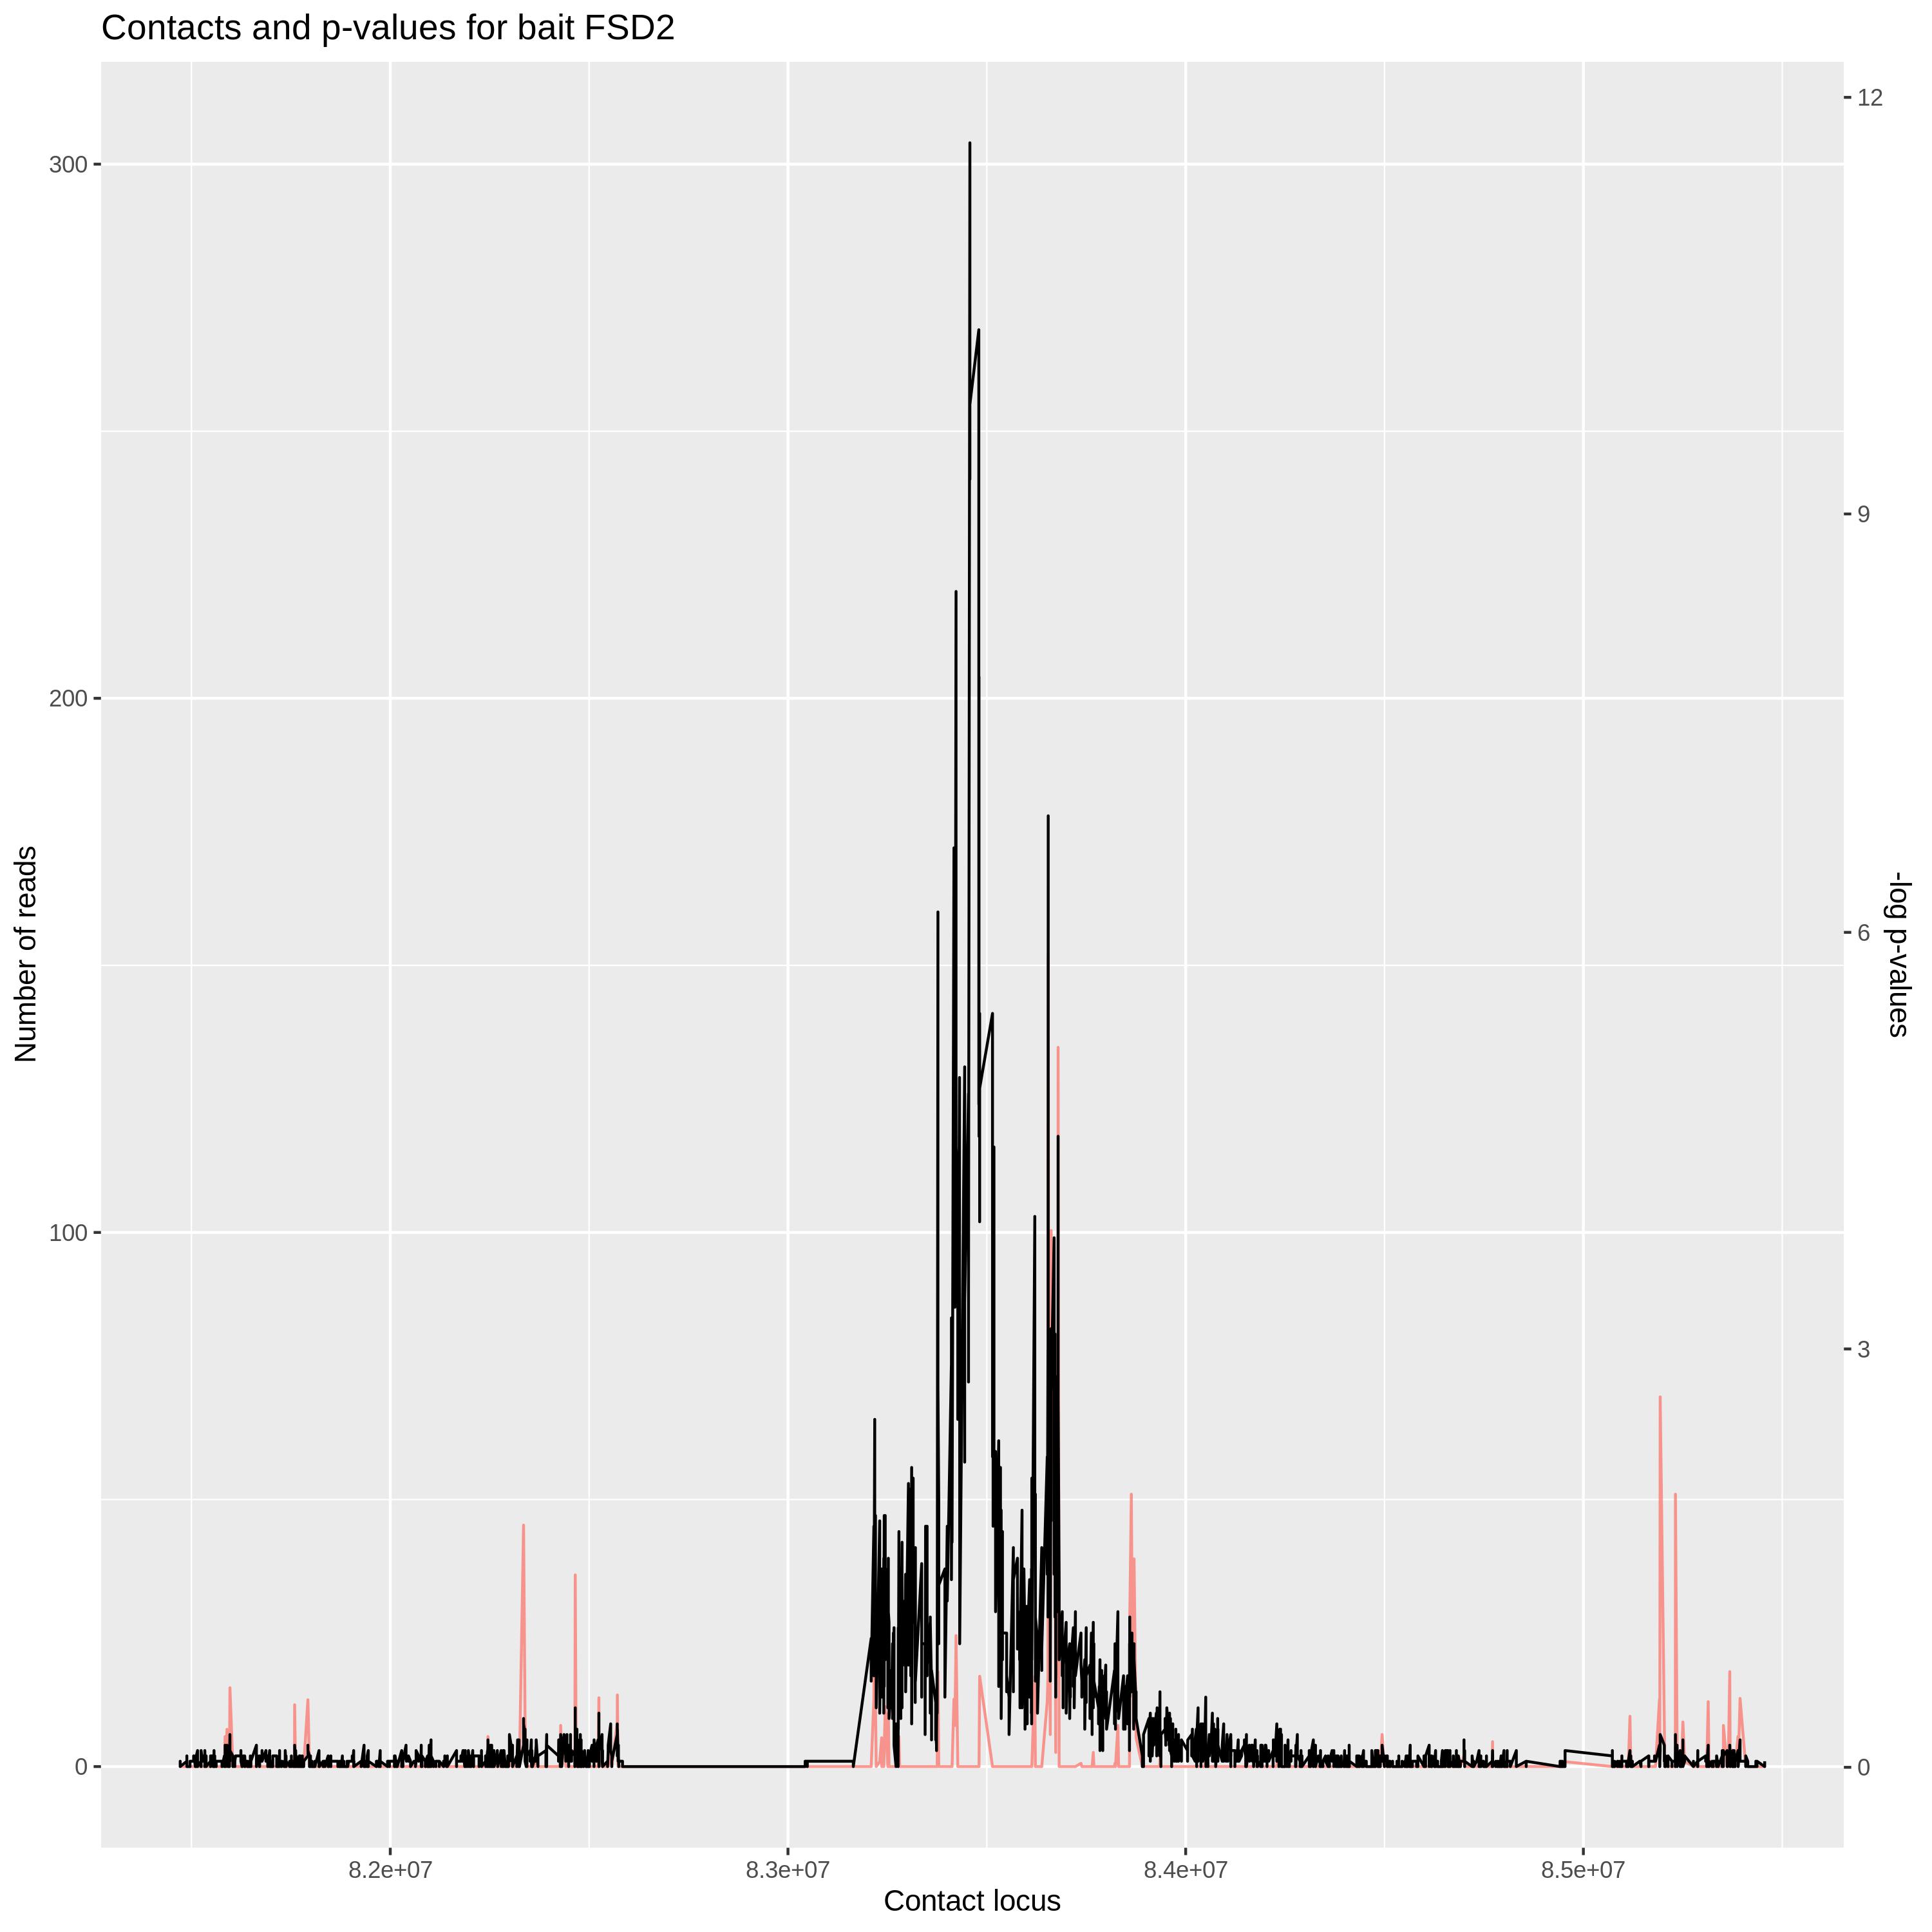 Contacts and p-values for bait FSD2
300
200
100
0
Number of reads
12
9
6
3
0
-log p-values
8.2e+07
8.3e+07
8.4e+07
8.5e+07
Contact locus